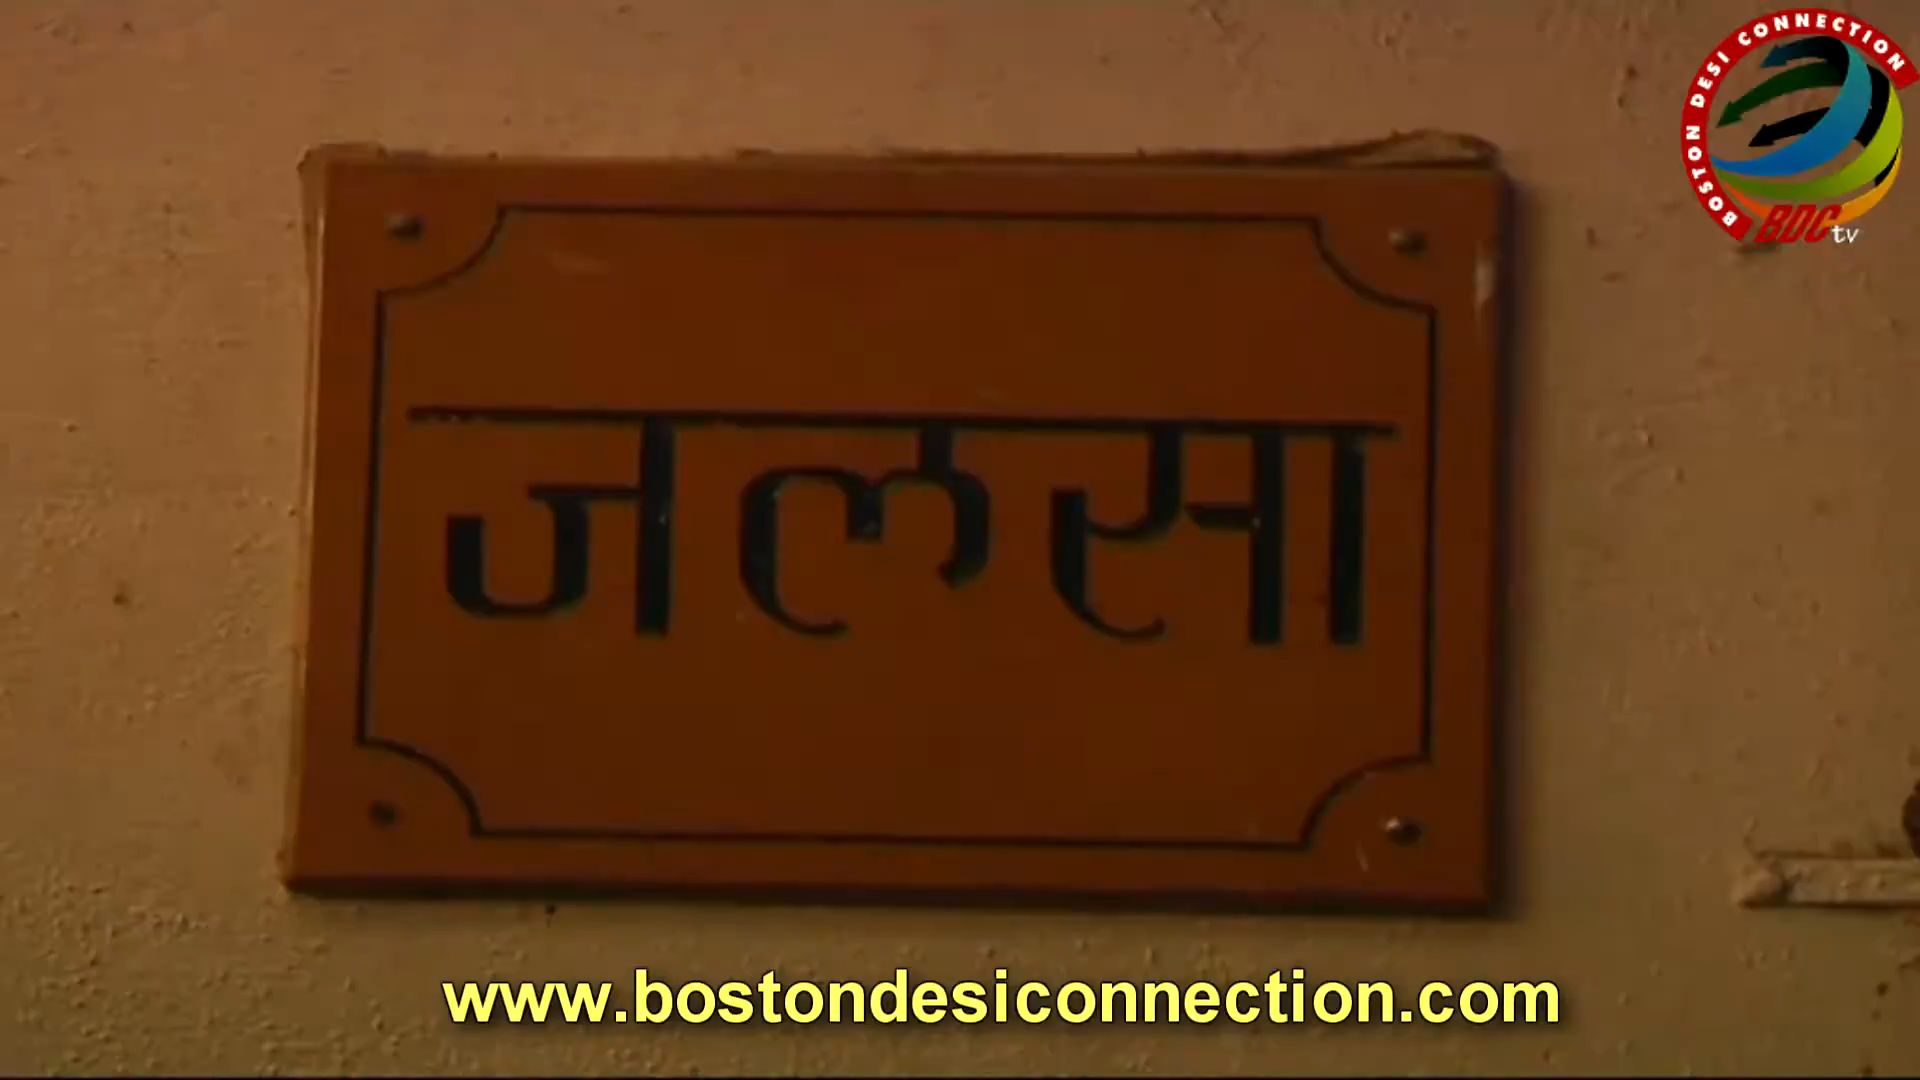 BOSTON DESI CONNECTION
BDC
tv
जलसा
www.bostondesiconnection.com